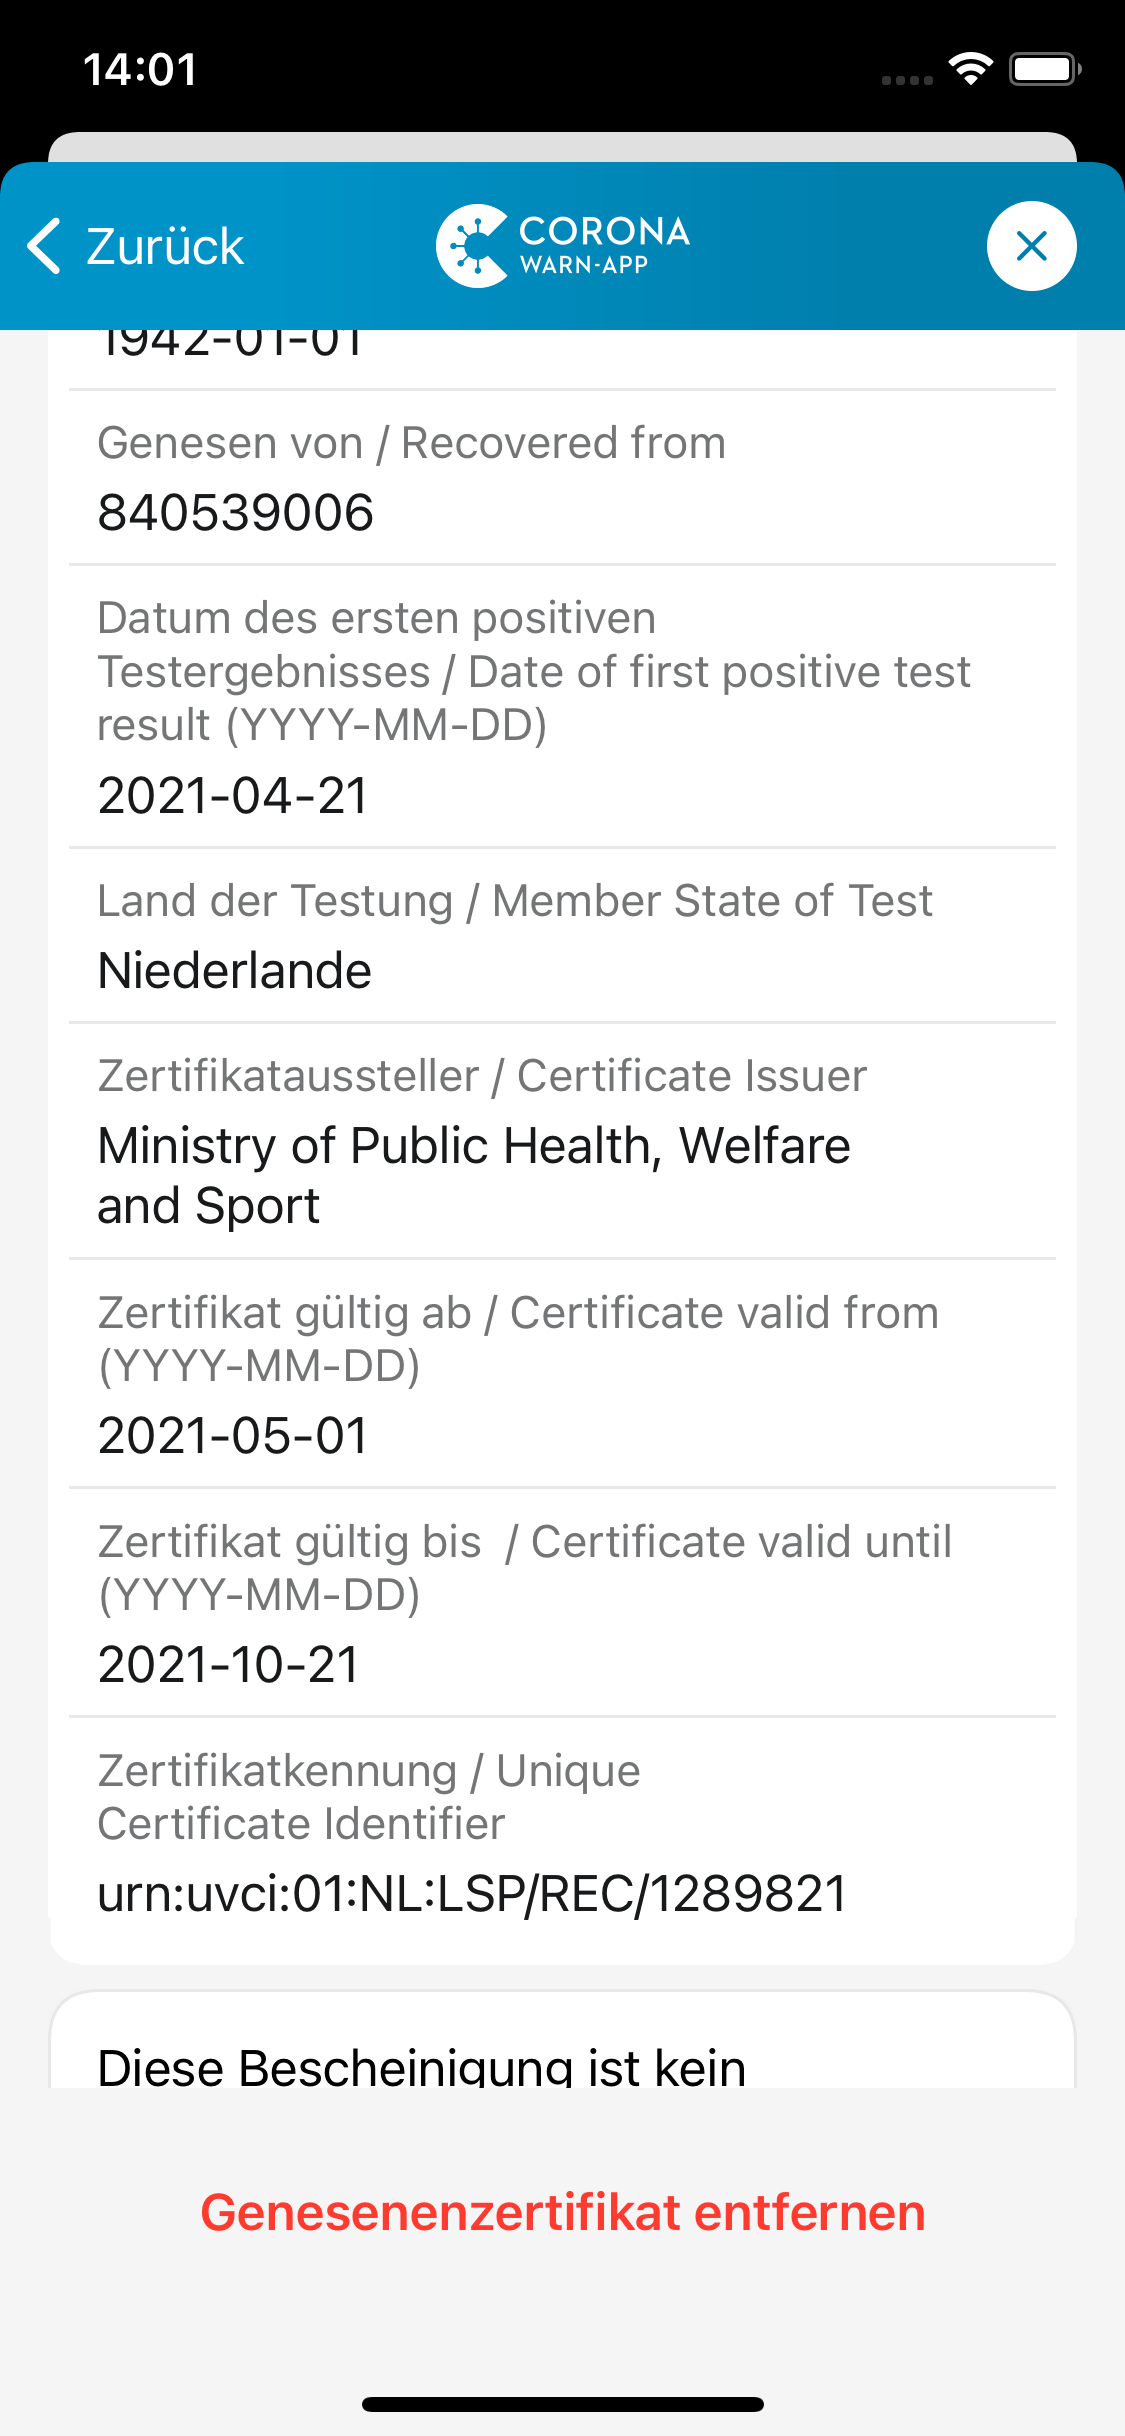 14:01
Zurück
CORONA
WARN-APP
1942-01-01
Genesen von / Recovered from
840539006
Datum des ersten positiven
Testergebnisses / Date of first positive test
result (YYYY-MM-DD)
2021-04-21
Land der Testung / Member State of Test
Niederlande
Zertifikataussteller / Certificate Issuer
Ministry of Public Health, Welfare
and Sport
Zertifikat gültig ab / Certificate valid from
(YYYY-MM-DD)
2021-05-01
Zertifikat gültig bis  / Certificate valid until
(YYYY-MM-DD)
2021-10-21
Zertifikatkennung / Unique
Certificate Identifier
urn:uvci:01:NL:LSP/REC/1289821
Diese Bescheinigung ist kein
Genesenenzertifikat entfernen